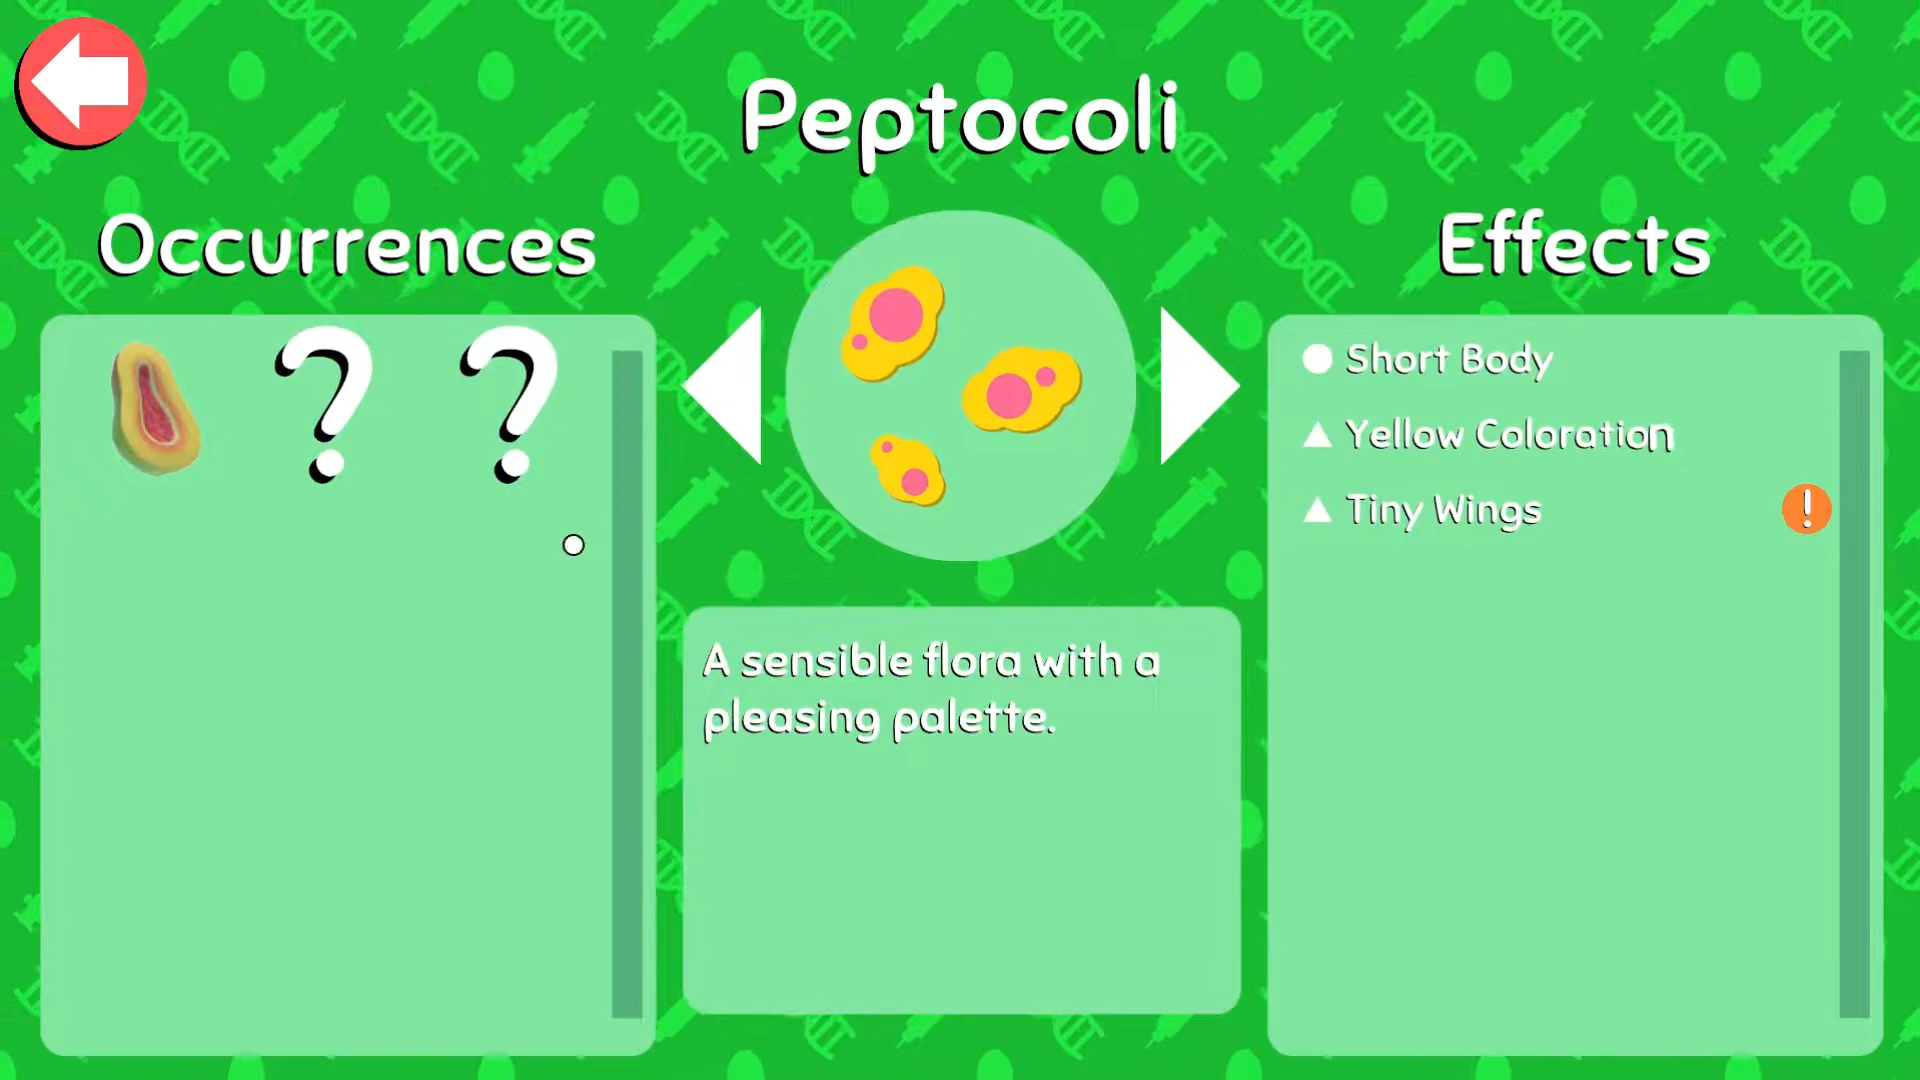 Peptocoli
Occurrences
? ?
A sensible flora with a
pleasing palette.
Effects
Short Body
Yellow Coloration
Tiny Wings
!